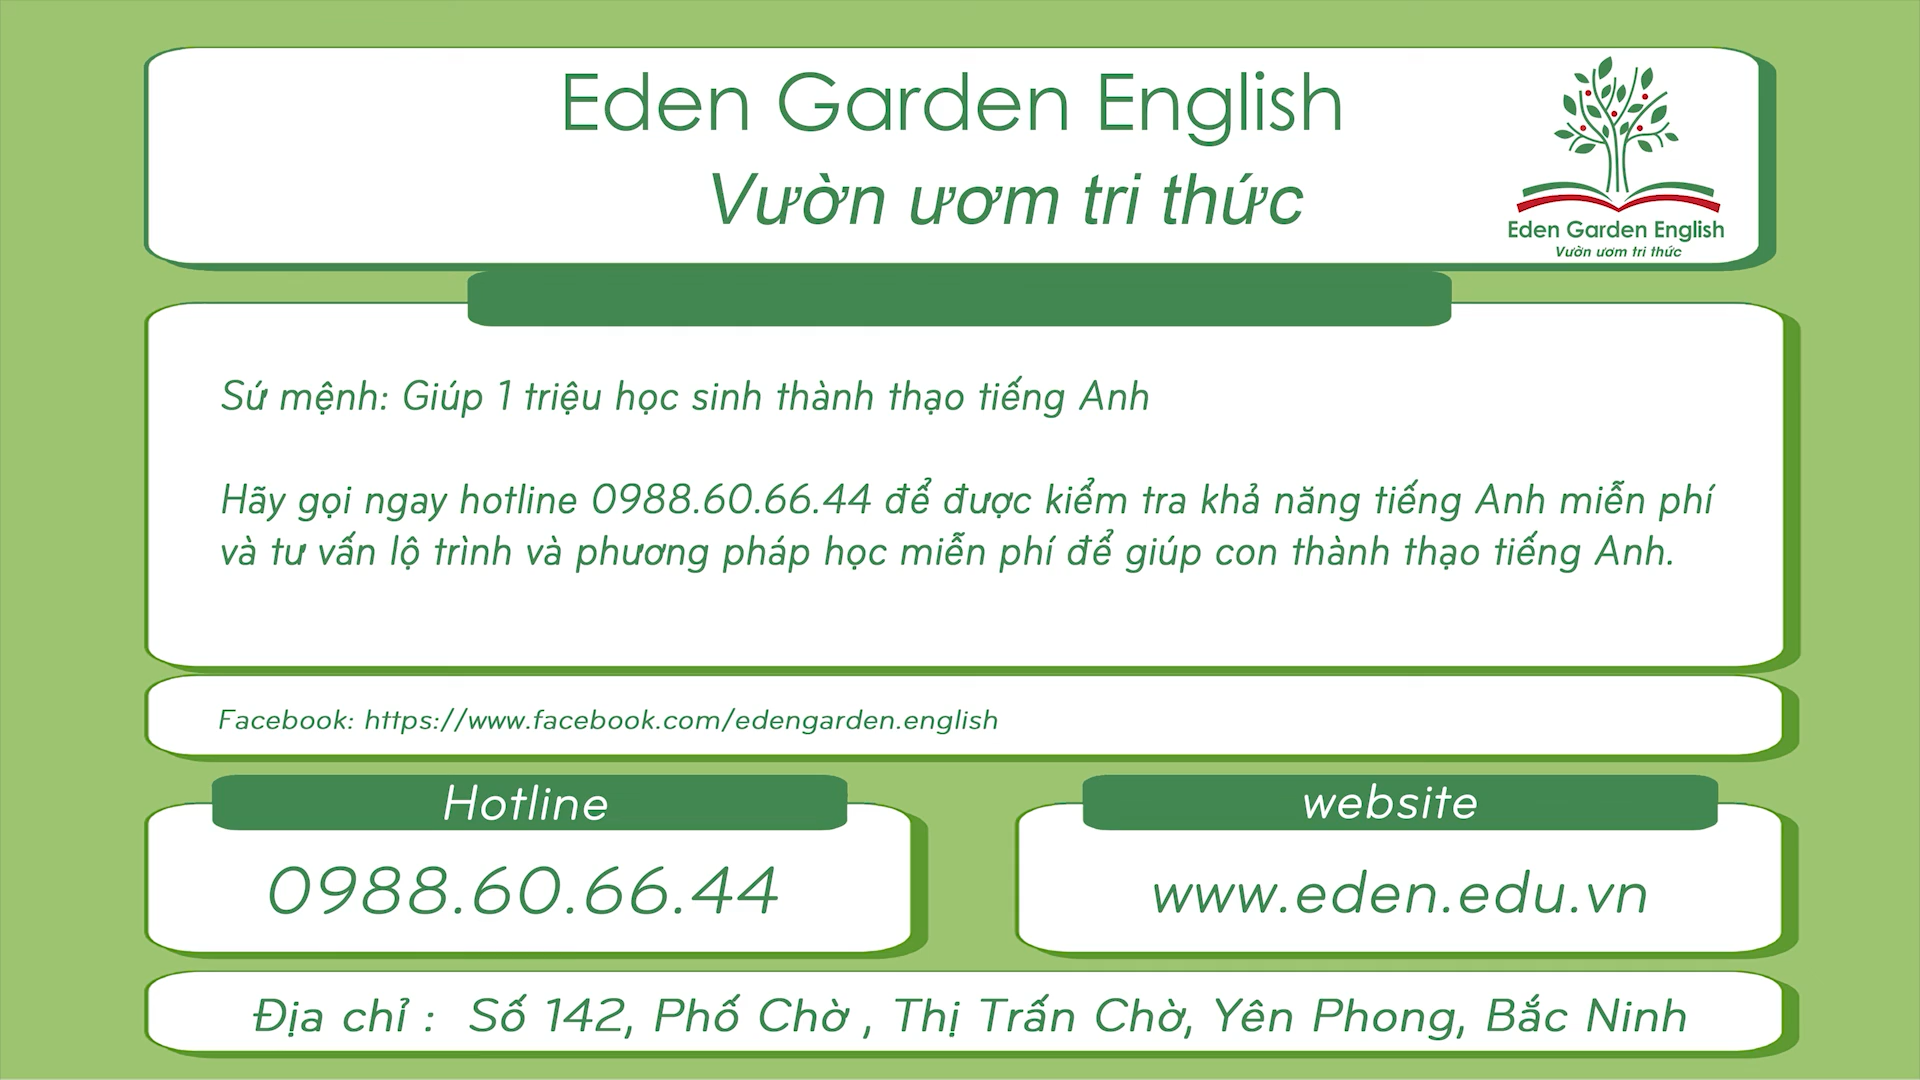 Eden Garden English
Vườn ươm tri thức
Eden Garden English
Vườn ươm tri thức
Sứ mệnh: Giúp 1 triệu học sinh thành thạo tiếng Anh
Hãy gọi ngay hotline 0988.60.66.44 để được kiểm tra khả năng tiếng Anh miễn phí
và tư vấn lộ trình và phương pháp học miễn phí để giúp con thành thạo tiếng Anh.
Facebook: https://www.facebook.com/edengarden.english
Hotline
0988.60.66.44
website
www.eden.edu.vn
Địa chỉ : Số 142, Phố Chờ , Thị Trấn Chờ, Yên Phong, Bắc Ninh